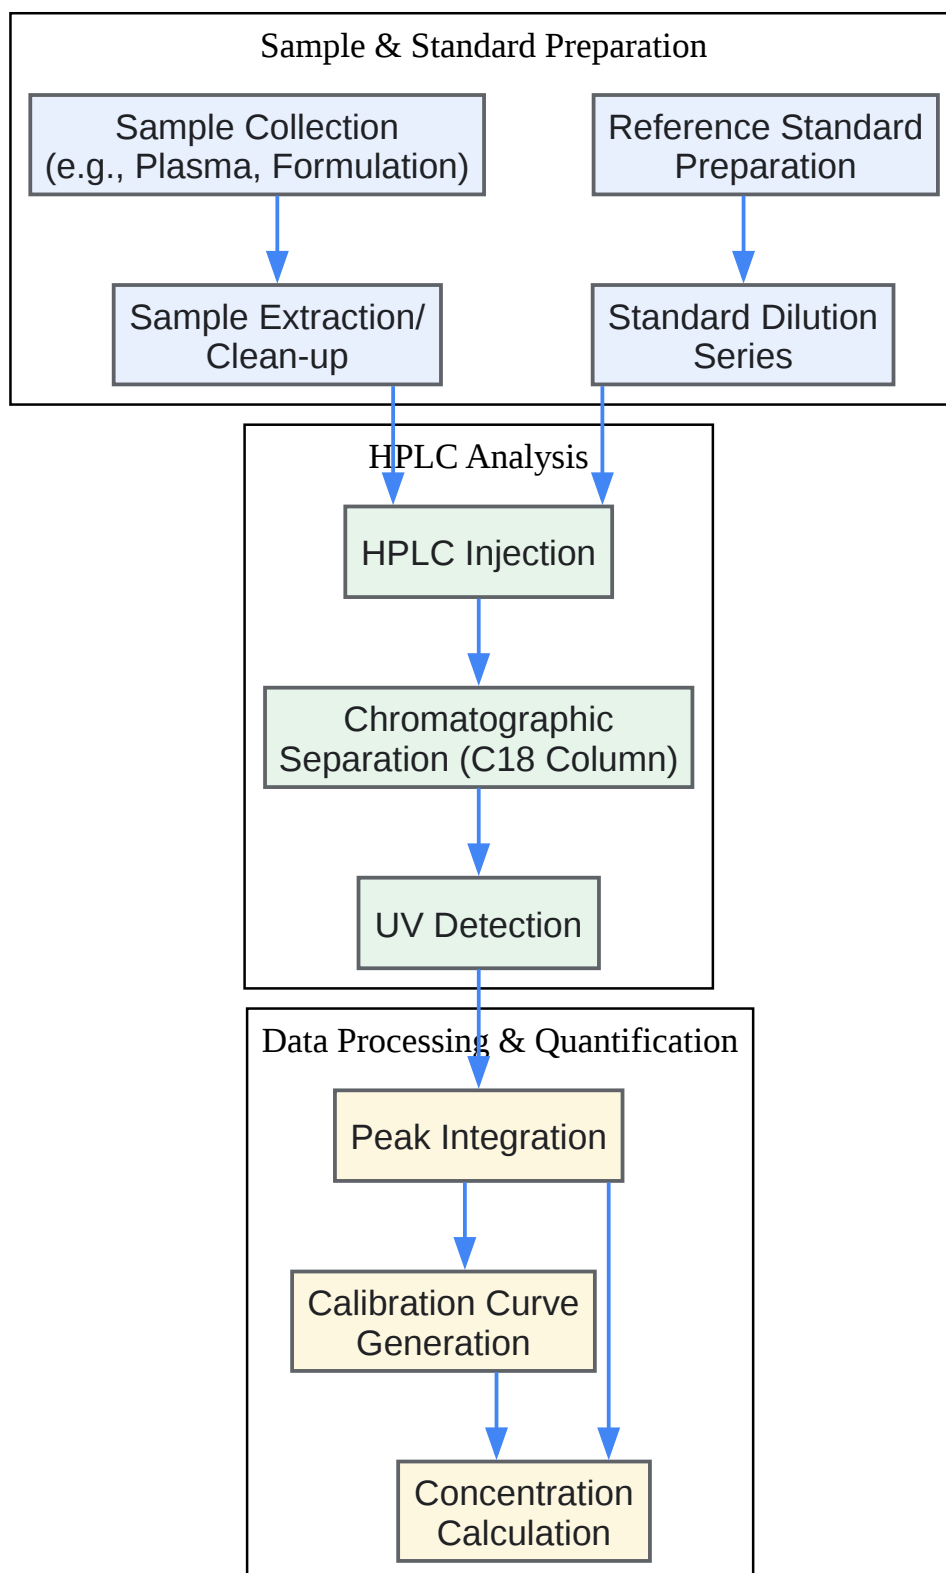 Sample & Standard Preparation
Sample Collection
(e.g., Plasma, Formulation)
Reference Standard
Preparation
Sample Extraction/
Clean-up
Standard Dilution
Series
HPLC Analysis
HPLC Injection
Chromatographic
Separation (C18 Column)
UV Detection
Data Processing & Quantification
Peak Integration
Calibration Curve
Generation
Concentration
Calculation